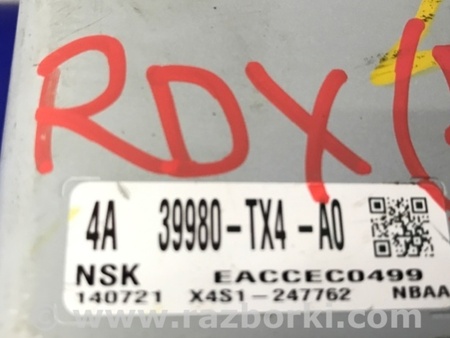 RDX (
4A 39980-TX4-A0
NSK EACCEC0499
140721 X4S1-247762 NBAA
www.razborki.com